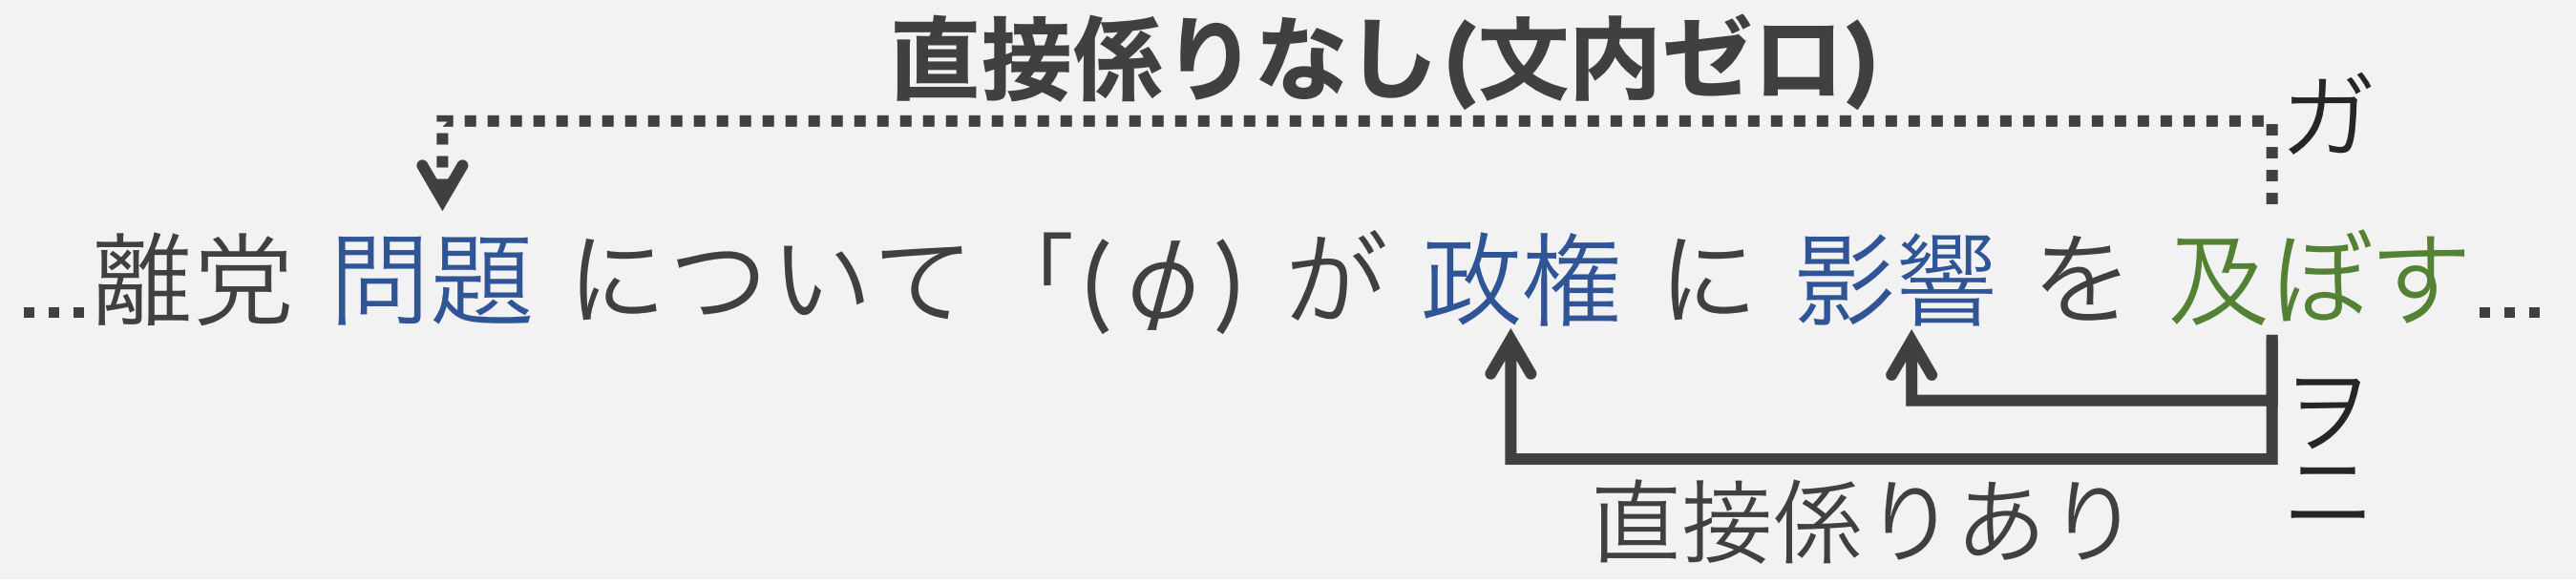 直接係りなし(文内ゼロ)
ガ
…離党 問題 について「(φ) が 政権 に 影響 を 及ぼす…
ヲ
ニ
直接係りあり